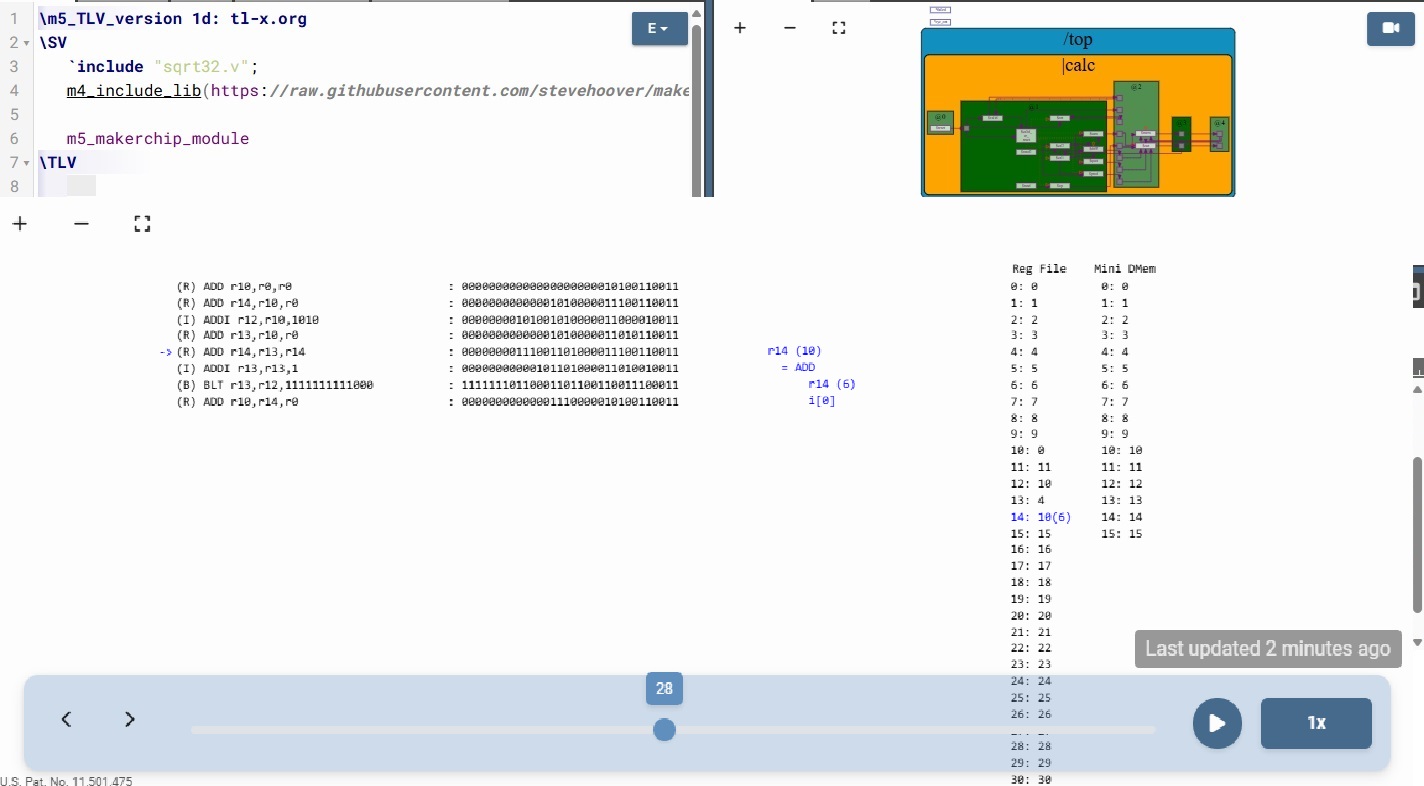 1 \m5_TLV_version 1d: tl-x.org
2 \SV
3 `include "sqrt32.v";
4 m4_include_lib(https://raw.githubusercontent.com/stevehoover/make
5
6 m5_makerchip_module
7 \TLV
8
E
/top
|calc
@0
@2
@4
(R) ADD r10,r0,r0 : 00000000000000000000010100110011
(R) ADD r14,r10,r0 : 00000000000001010000011100110011
(I) ADDI r12,r10,1010 : 00000000101001010000011000010011
(R) ADD r13,r10,r0 : 00000000000001010000011010110011
-> (R) ADD r14,r13,r14 : 00000000111001101000011100110011
(I) ADDI r13,r13,1 : 00000000000101101000011010010011
(B) BLT r13,r12,1111111111000 : 11111110110001101100110011100011
(R) ADD r10,r14,r0 : 00000000000001110000010100110011
r14 (10)
= ADD
r14 (6)
i[0]
Reg File Mini DMem
0: 0 0: 0
1: 1 1: 1
2: 2 2: 2
3: 3 3: 3
4: 4 4: 4
5: 5 5: 5
6: 6 6: 6
7: 7 7: 7
8: 8 8: 8
9: 9 9: 9
10: 0 10: 10
11: 11 11: 11
12: 10 12: 12
13: 4 13: 13
14: 10(6) 14: 14
15: 15 15: 15
16: 16
17: 17
18: 18
19: 19
20: 20
21: 21
22: 22
23: 23
24: 24
25: 25
26: 26
28: 28
29: 29
30: 30
Last updated 2 minutes ago
28
1x
U.S. Pat. No. 11,501,475